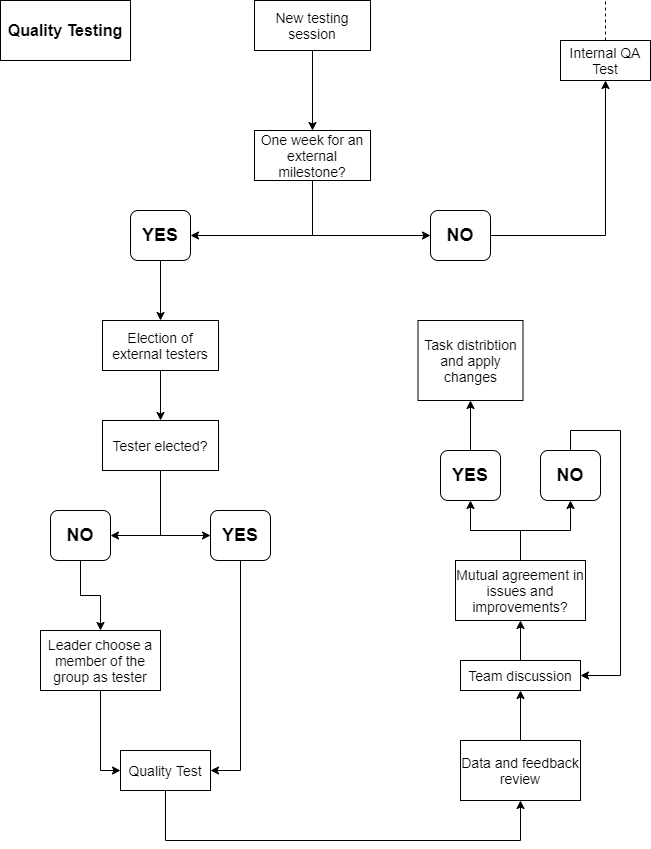 Quality Testing
New testing
session
Internal QA
Test
One week for an
external
milestone?
YES
NO
Election of
external testers
Task distribtion
and apply
changes
Tester elected?
YES
NO
NO
YES
Mutual agreement in
issues and
improvements?
Leader choose a
member of the
group as tester
Team discussion
Quality Test
Data and feedback
review